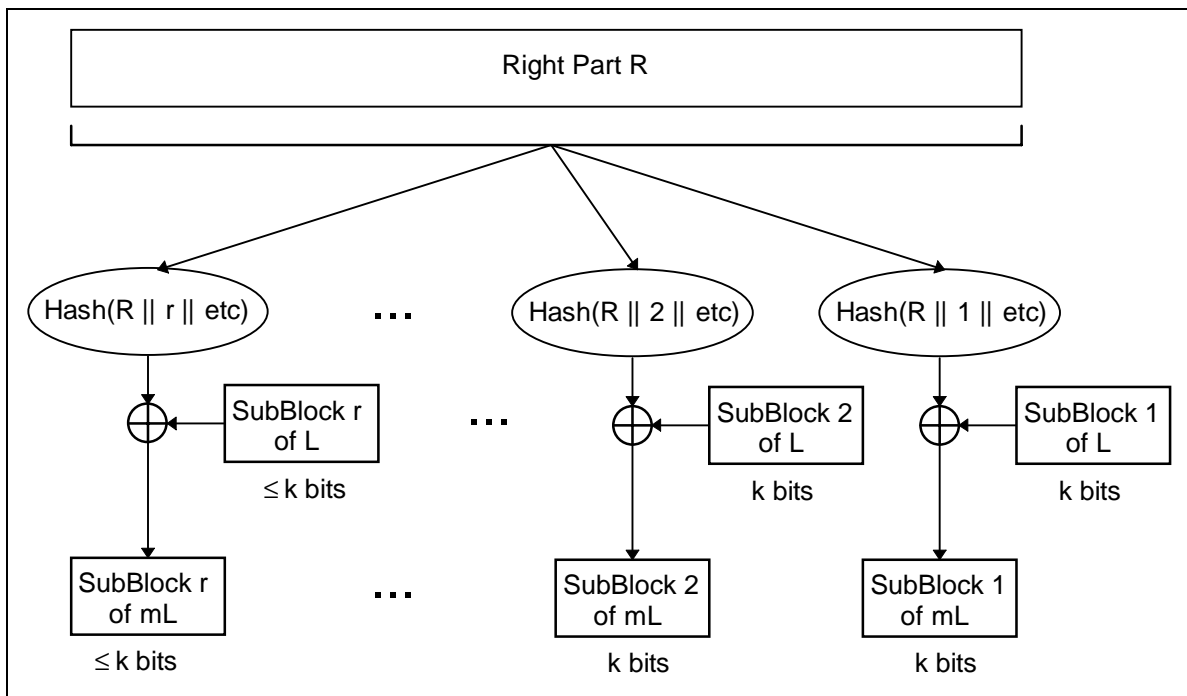 Right Part R
Hash(R || r || etc)
...
Hash(R || 2 || etc)
Hash(R || 1 || etc)
SubBlock r
of L
...
SubBlock 2
of L
SubBlock 1
of L
≤ k bits
k bits
k bits
SubBlock r
of mL
...
SubBlock 2
of mL
SubBlock 1
of mL
≤ k bits
k bits
k bits